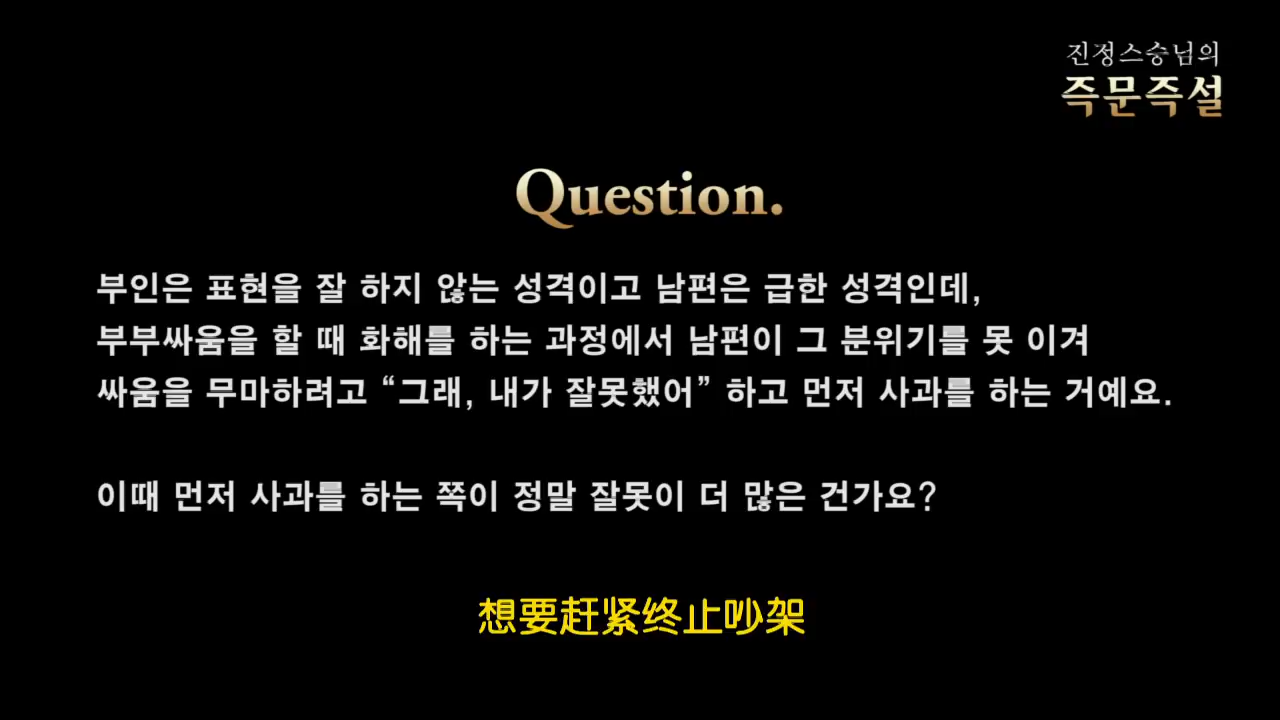 진정스승님의
즉문즉설
Question.
부인은 표현을 잘 하지 않는 성격이고 남편은 급한 성격인데,
부부싸움을 할 때 화해를 하는 과정에서 남편이 그 분위기를 못 이겨
싸움을 무마하려고 “그래, 내가 잘못했어” 하고 먼저 사과를 하는 거예요.
이때 먼저 사과를 하는 쪽이 정말 잘못이 더 많은 건가요?
想要赶紧终止吵架